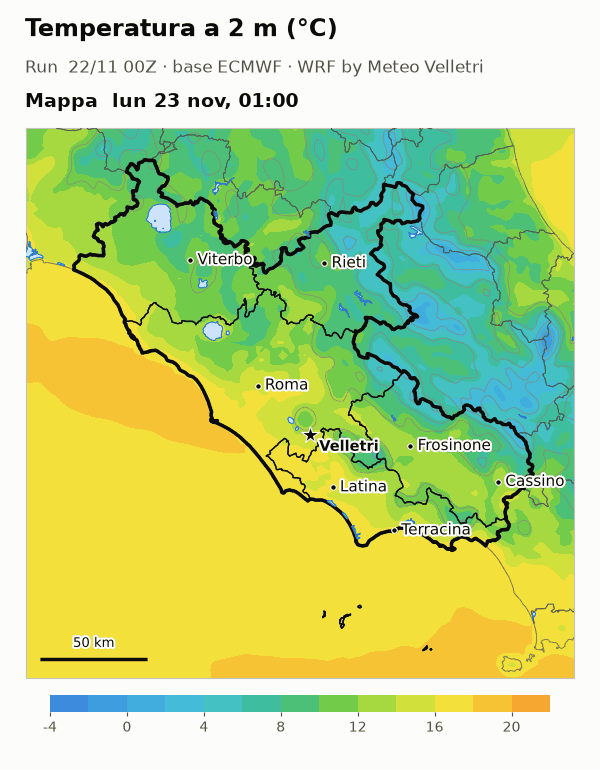 Temperatura a 2 m (°C)
Run  22/11 00Z · base ECMWF · WRF by Meteo Velletri
Mappa  lun 23 nov, 01:00
Viterbo
Rieti
Roma
Velletri
Frosinone
Latina
Cassino
Terracina
50 km
-4 0 4 8 12 16 20